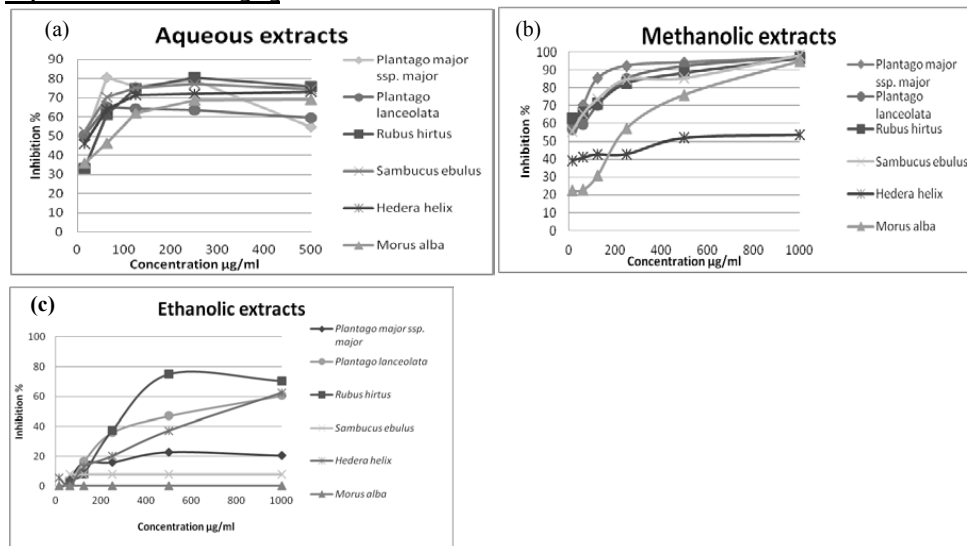 (a)
Aqueous extracts
Inhibition %
90
80
70
60
50
40
30
20
10
0
0 100 200 300 400 500
Concentration µg/ml
Plantago major
ssp. major
Plantago
lanceolata
Rubus hirtus
Sambucus ebulus
Hedera helix
Morus alba
(b)
Methanolic extracts
Inhibition %
100
90
80
70
60
50
40
30
20
10
0
0 200 400 600 800 1000
Concentration µg/ml
Plantago major
ssp. major
Plantago
lanceolata
Rubus hirtus
Sambucus ebulus
Hedera helix
Morus alba
(c)
Ethanolic extracts
Inhibition %
100
80
60
40
20
0
0 200 400 600 800 1000
Concentration µg/ml
Plantago major ssp.
major
Plantago lanceolata
Rubus hirtus
Sambucus ebulus
Hedera helix
Morus alba